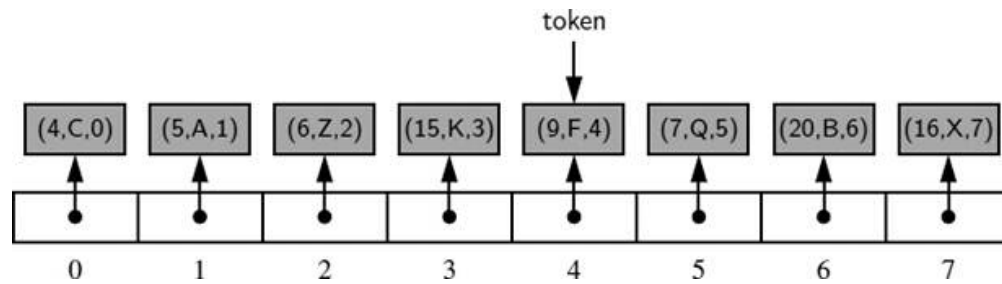 token
(4,C,0) (5,A,1) (6,Z,2) (15,K,3) (9,F,4) (7,Q,5) (20,B,6) (16,X,7)
0 1 2 3 4 5 6 7